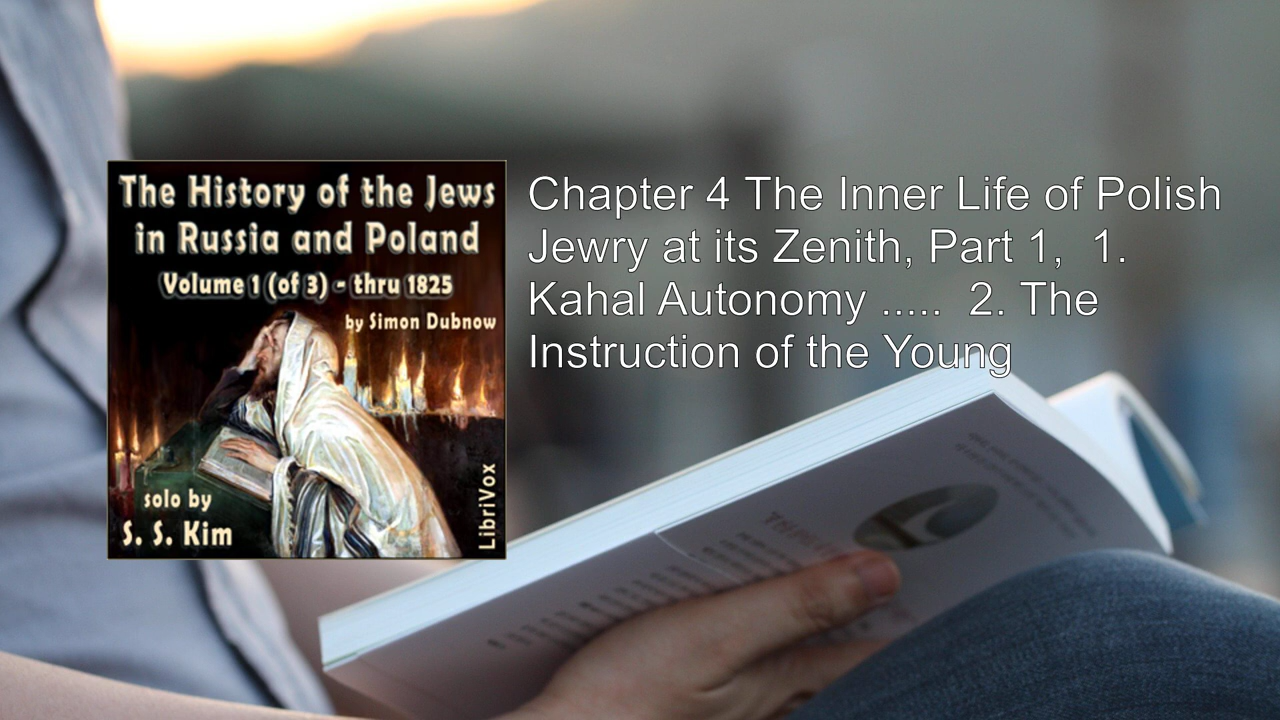 The History of the Jews
in Russia and Poland
Volume 1 (of 3) - thru 1825
by Simon Dubnow
solo by
S. S. Kim
LibriVox
Chapter 4 The Inner Life of Polish
Jewry at its Zenith, Part 1,  1.
Kahal Autonomy .....  2. The
Instruction of the Young